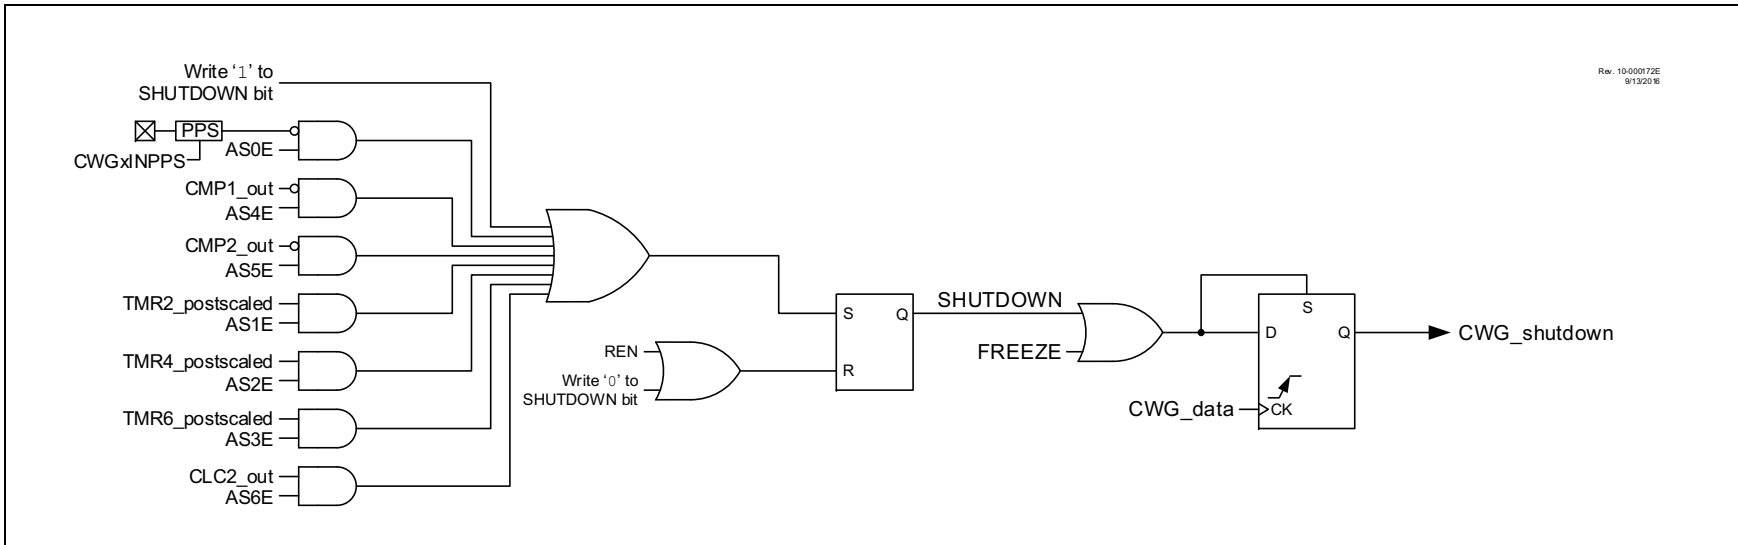 Write ‘1’ to
SHUTDOWN bit
Rev. 10-000172E
9/13/2016
PPS
AS0E
CWGxINPPS
CMP1_out
AS4E
CMP2_out
AS5E
TMR2_postscaled
AS1E
TMR4_postscaled
AS2E
TMR6_postscaled
AS3E
CLC2_out
AS6E
REN
Write ‘0’ to
SHUTDOWN bit
S
Q
R
SHUTDOWN
FREEZE
S
D
Q
CWG_data
CK
CWG_shutdown